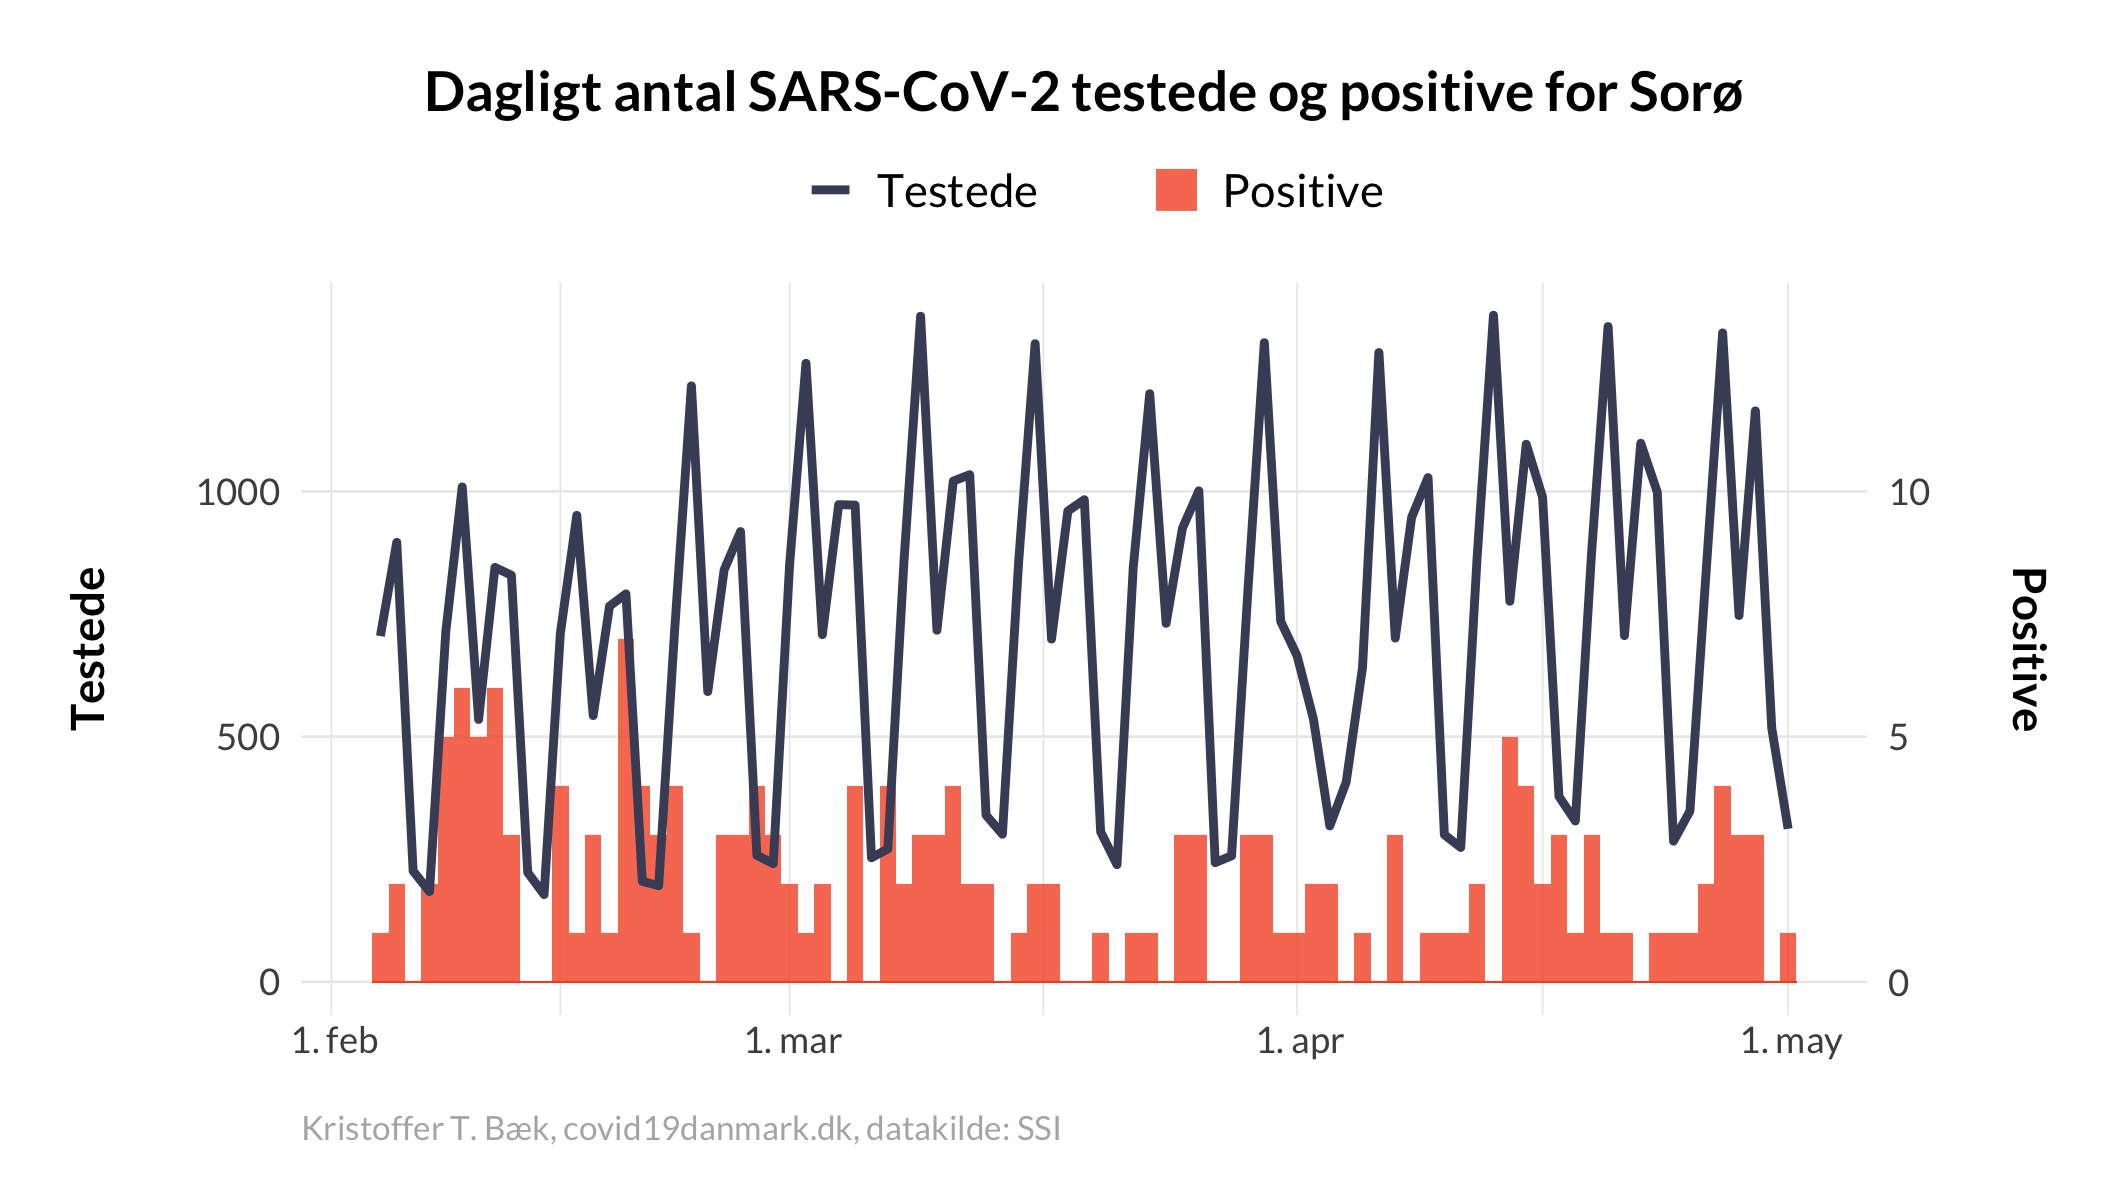 Dagligt antal SARS-CoV-2 testede og positive for Sorø
Testede
Positive
1000
500
0
Testede
10
5
0
Positive
1. feb
1. mar
1. apr
1. may
Kristoffer T. Bæk, covid19danmark.dk, datakilde: SSI